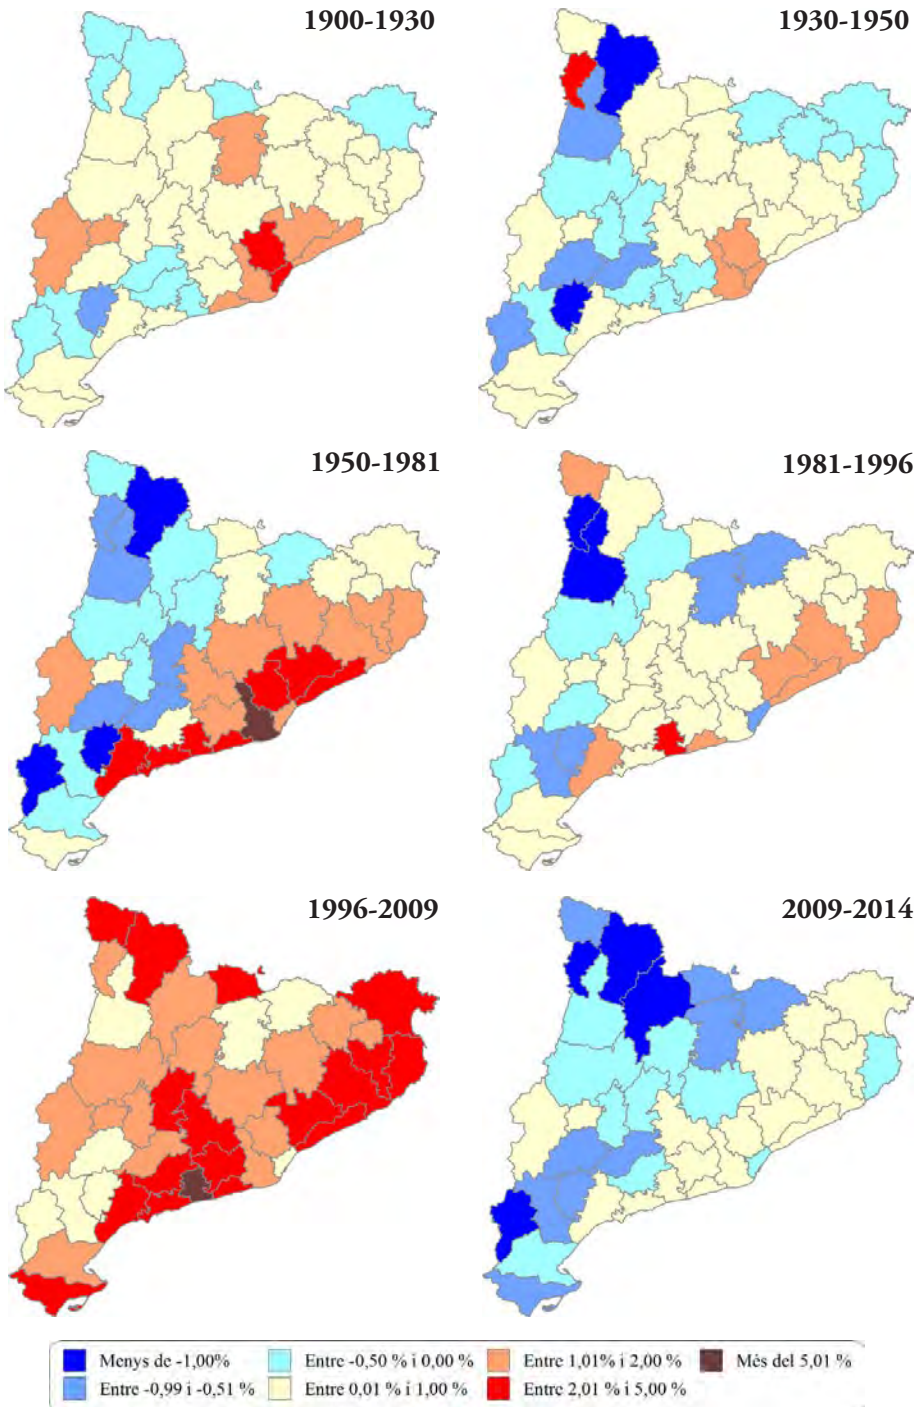 1900-1930
1930-1950
1950-1981
1981-1996
1996-2009
2009-2014
Menys de -1,00%
Entre -0,99 i -0,51 %
Entre -0,50 % i 0,00 %
Entre 0,01 % i 1,00 %
Entre 1,01% i 2,00 %
Entre 2,01 % i 5,00 %
Més del 5,01 %